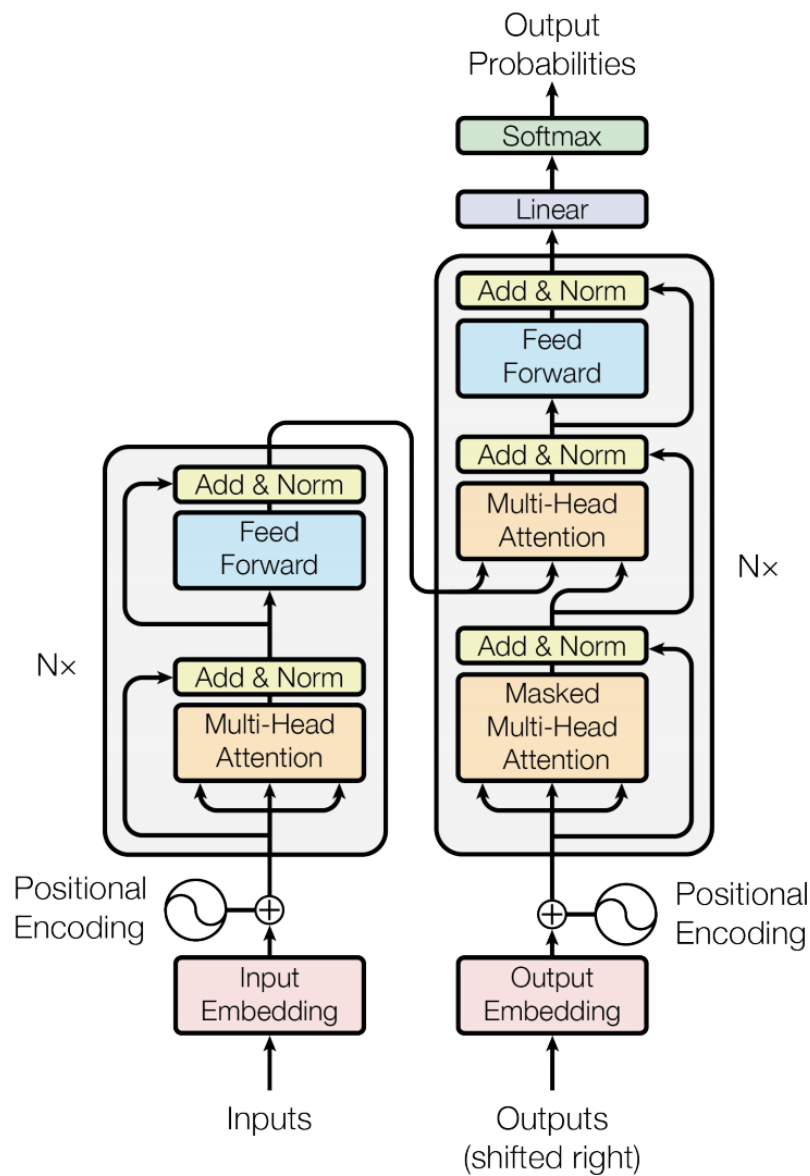 Output
Probabilities
Softmax
Linear
Add & Norm
Feed
Forward
Add & Norm
Multi-Head
Attention
Add & Norm
Masked
Multi-Head
Attention
Nx
Add & Norm
Feed
Forward
Add & Norm
Multi-Head
Attention
Nx
Positional
Encoding
Positional
Encoding
Input
Embedding
Output
Embedding
Inputs
Outputs
(shifted right)